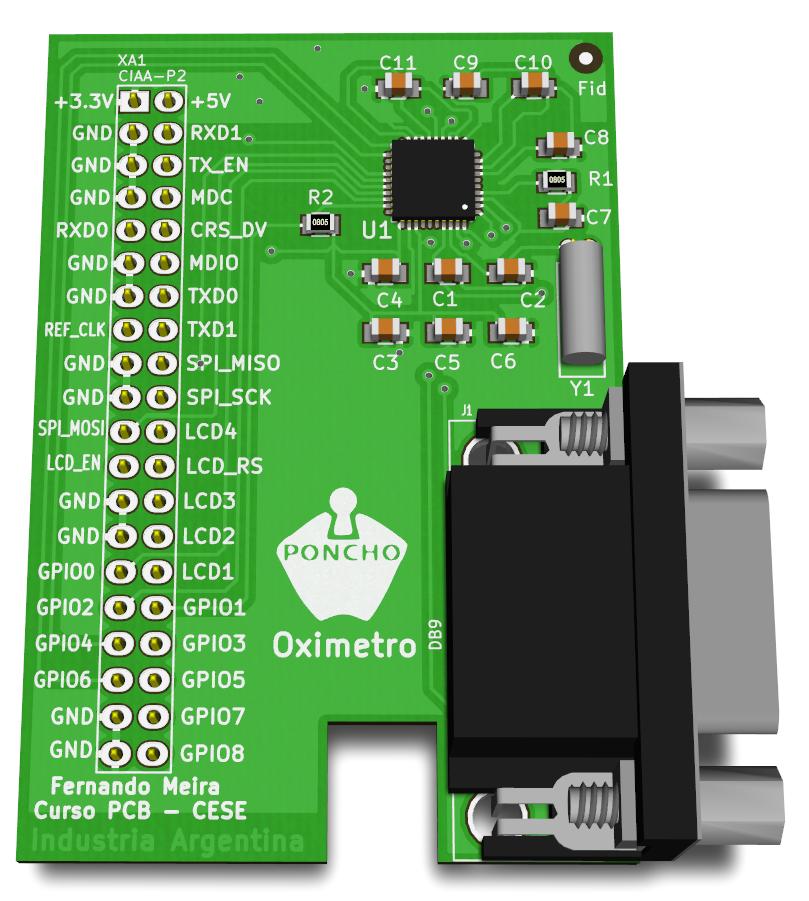 XA1
CIAA-P2
+3.3V +5V
GND RXD1
GND TX_EN
GND MDC
RXD0 CRS_DV
GND MDIO
GND TXD0
REF_CLK TXD1
GND SPI_MISO
GND SPI_SCK
SPI_MOSI LCD4
LCD_EN LCD_RS
GND LCD3
GND LCD2
GPIO0 LCD1
GPIO2 GPIO1
GPIO4 GPIO3
GPIO6 GPIO5
GND GPIO7
GND GPIO8
Fernando Meira
Curso PCB - CESE
Industria Argentina
C11 C9 C10
Fid
C8
R1
0805
C7
R2
0805
U1
C4 C1 C2
C3 C5 C6
Y1
J1
PONCHO
Oximetro
DB9